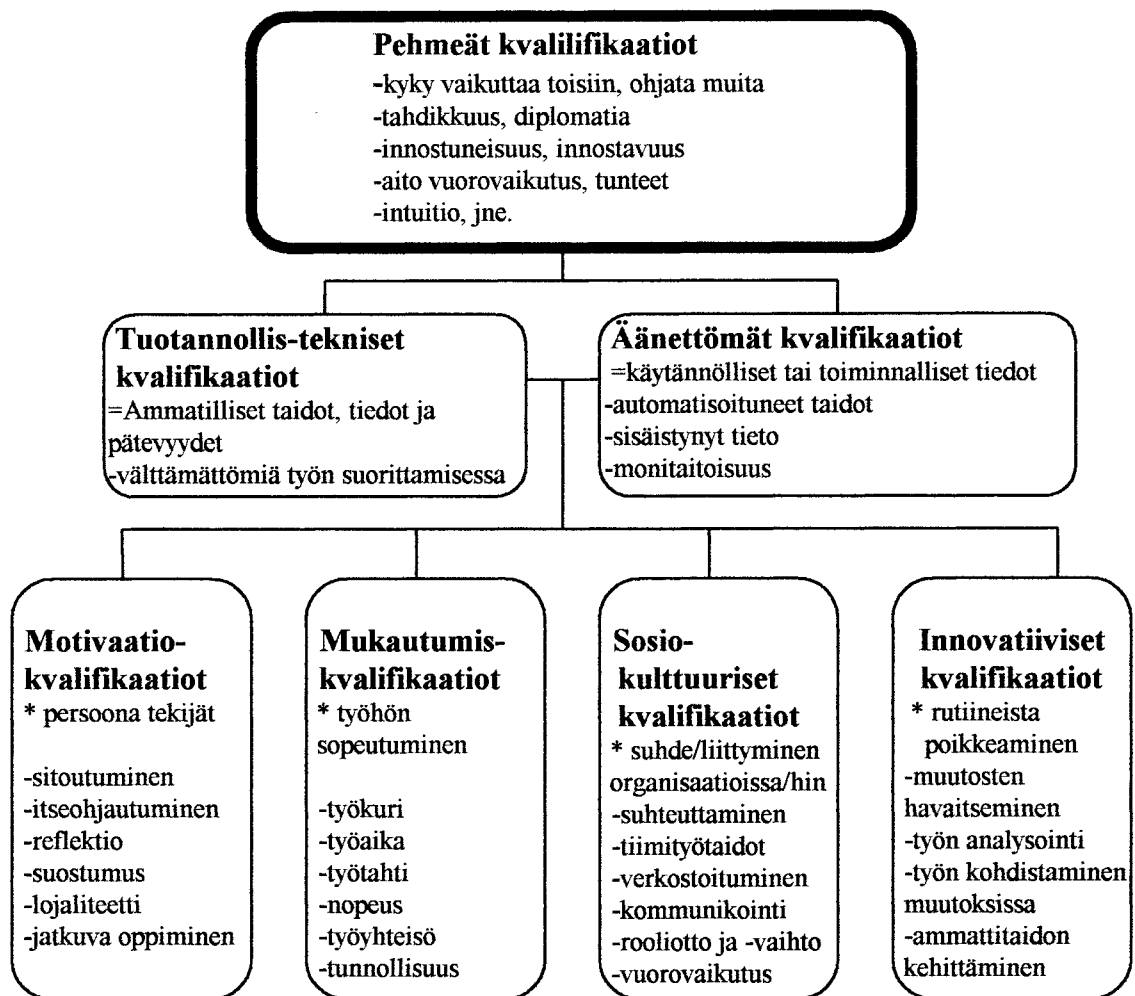 Pehmeät kvalilifikaatiot
-kyky vaikuttaa toisiin, ohjata muita
-tahdikkuus, diplomatia
-innostuneisuus, innostavuus
-aito vuorovaikutus, tunteet
-intuitio, jne.
Tuotannollis-tekniset
kvalifikaatiot
=Ammatilliset taidot, tiedot ja
pätevyydet
-välttämättömiä työn suorittamisessa
Äänettömät kvalifikaatiot
=käytännölliset tai toiminnalliset tiedot
-automatisoituneet taidot
-sisäistynyt tieto
-monitaitoisuus
Motivaatio-
kvalifikaatiot
* persoona tekijät
-sitoutuminen
-itseohjautuminen
-reflektio
-suostumus
-lojaliteetti
-jatkuva oppiminen
Mukautumis-
kvalifikaatiot
* työhön
sopeutuminen
-työkuri
-työaika
-työtahti
-nopeus
-työyhteisö
-tunnollisuus
Sosio-
kulttuuriset
kvalifikaatiot
* suhde/liittyminen
organisaatioissa/hin
-suhteuttaminen
-tiimityötaidot
-verkostoituminen
-kommunikointi
-rooliotto ja -vaihto
-vuorovaikutus
Innovatiiviset
kvalifikaatiot
* rutiineista
poikkeaminen
-muutosten
havaitseminen
-työn analysointi
-työn kohdistaminen
muutoksissa
-ammattitaidon
kehittäminen